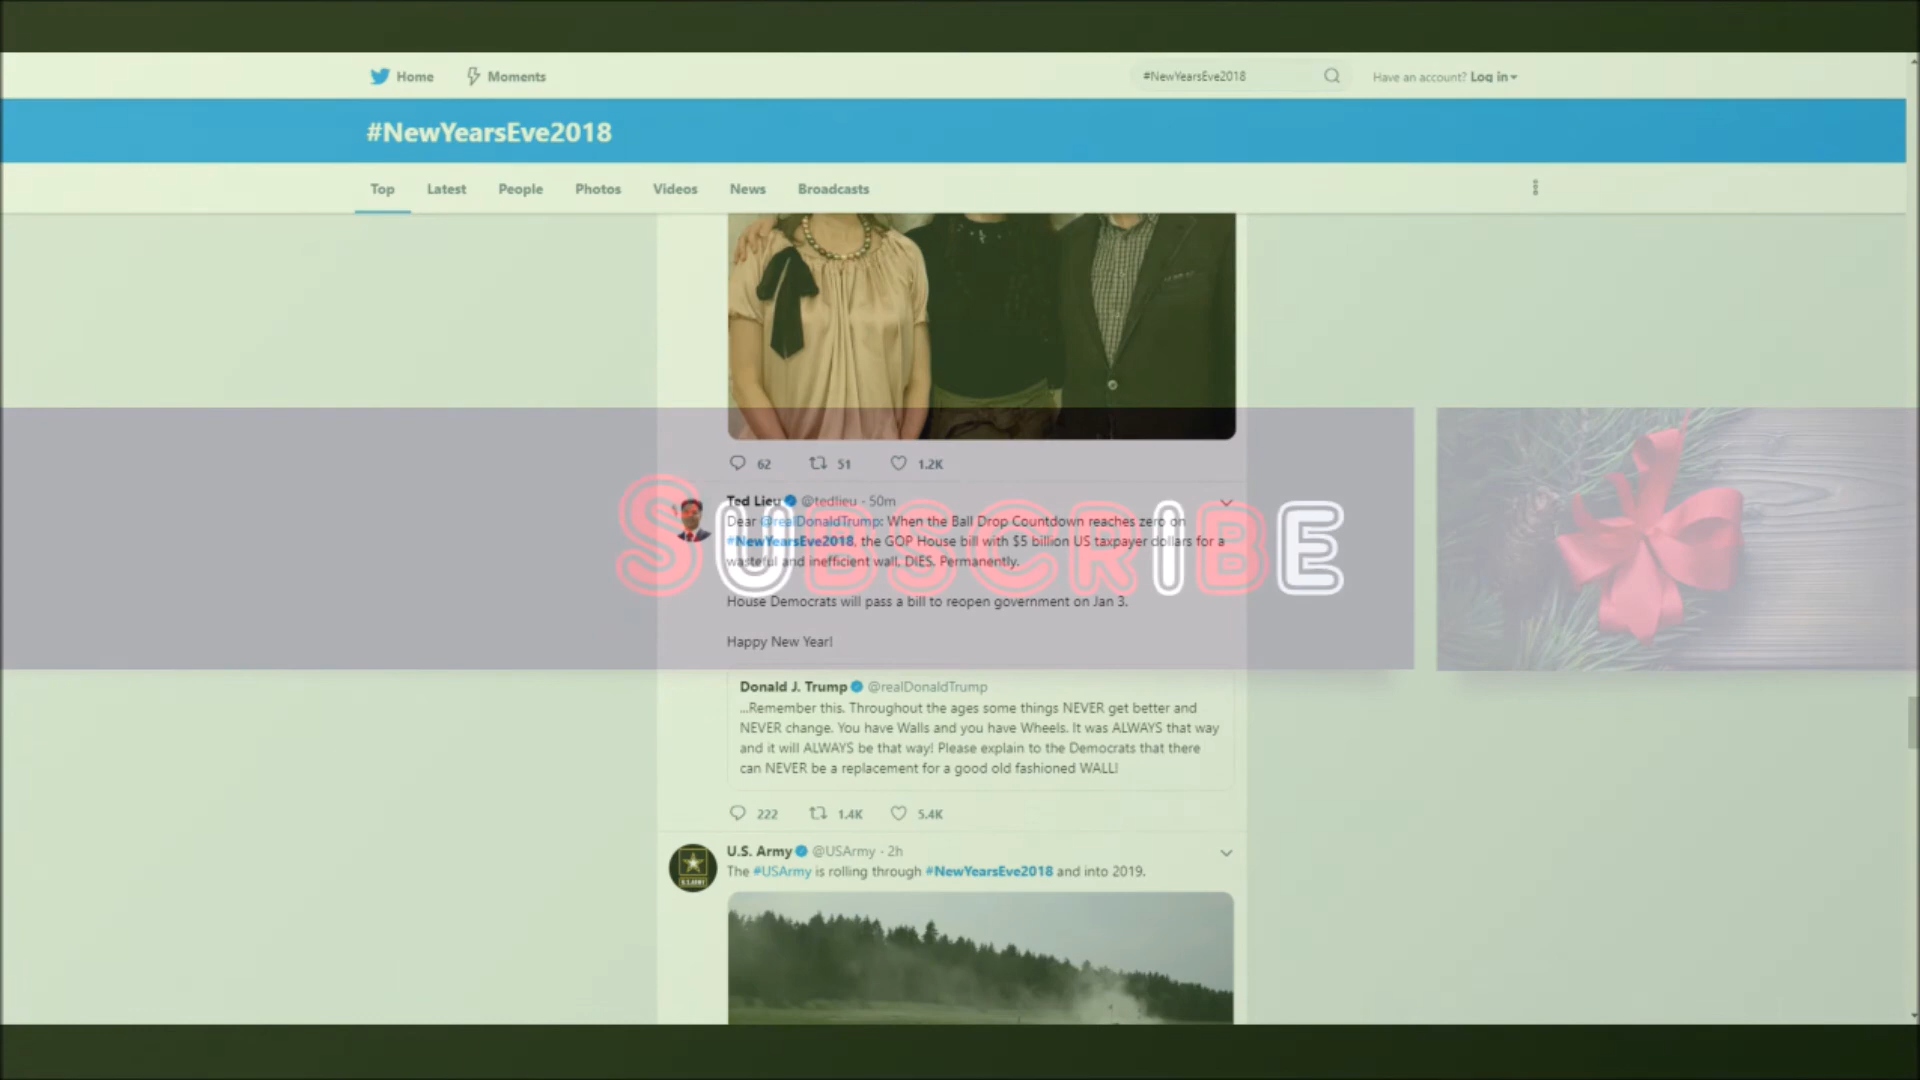 Home Moments #NewYearsEve2018 Have an account? Log in
#NewYearsEve2018
Top Latest People Photos Videos News Broadcasts
62 51 1.2K
Ted Lieu @tedlieu · 50m
Dear @realDonaldTrump: When the Ball Drop Countdown reaches zero on
#NewYearsEve2018, the GOP House bill with $5 billion US taxpayer dollars for a
wasteful and inefficient wall, DIES. Permanently.
SUBSCRIBE
House Democrats will pass a bill to reopen government on Jan 3.
Happy New Year!
Donald J. Trump @realDonaldTrump
...Remember this. Throughout the ages some things NEVER get better and
NEVER change. You have Walls and you have Wheels. It was ALWAYS that way
and it will ALWAYS be that way! Please explain to the Democrats that there
can NEVER be a replacement for a good old fashioned WALL!
222 1.4K 5.4K
U.S. Army @USArmy · 2h
The #USArmy is rolling through #NewYearsEve2018 and into 2019.
U.S.ARMY